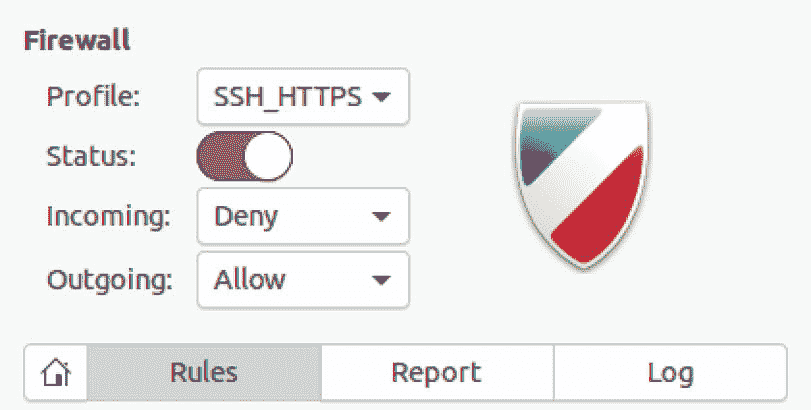 Firewall
Profile: SSH_HTTPS
Status:
Incoming: Deny
Outgoing: Allow
Rules Report Log